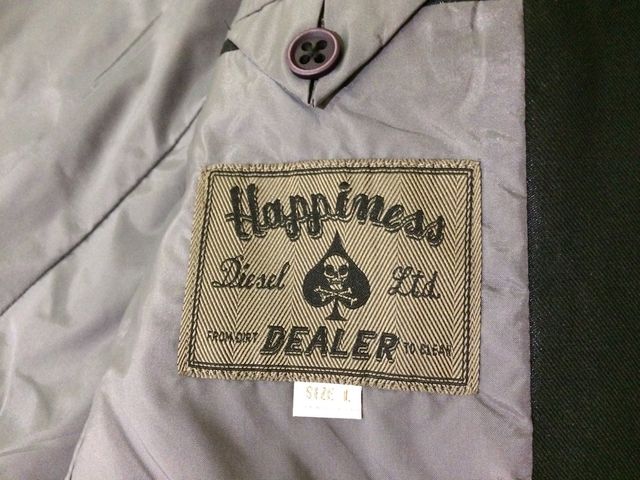 Happiness
Diesel Ltd.
FROM DIRT DEALER TO CLEAN
SIZE